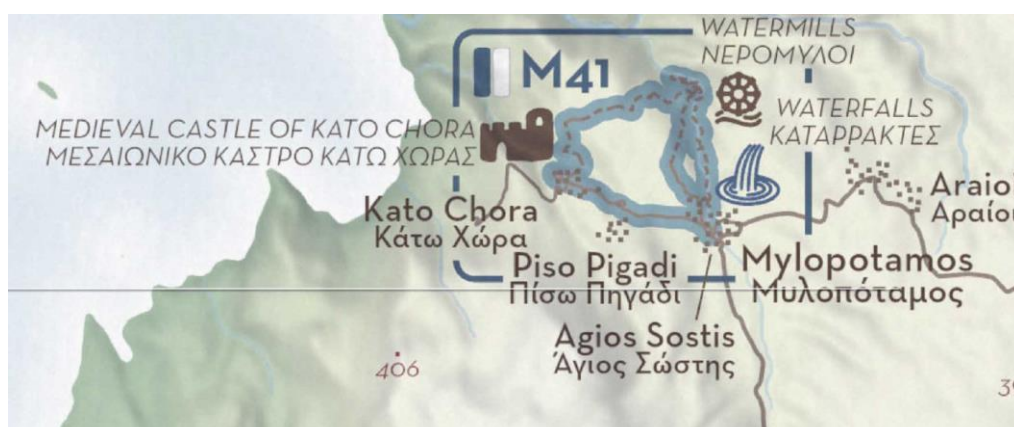 WATERMILLS
ΝΕΡΟΜΥΛΟΙ
M41
WATERFALLS
ΚΑΤΑΡΡΑΚΤΕΣ
MEDIEVAL CASTLE OF KATO CHORA
ΜΕΣΑΙΩΝΙΚΟ ΚΑΣΤΡΟ ΚΑΤΩ ΧΩΡΑΣ
Kato Chora
Κάτω Χώρα
Piso Pigadi
Πίσω Πηγάδι
Mylopotamos
Μυλοπόταμος
Agios Sostis
Άγιος Σώστης
406